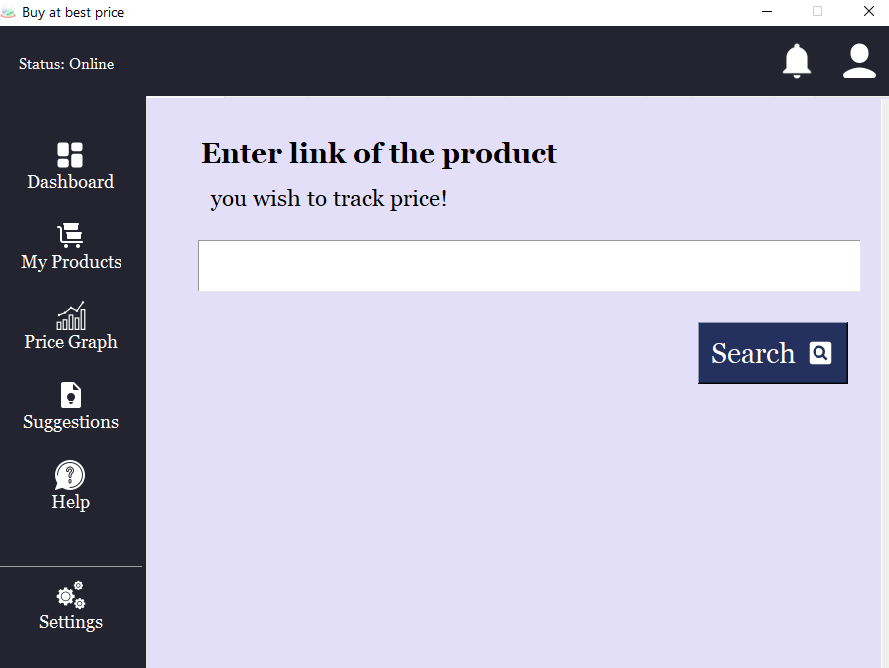 Buy at best price
Status: Online
Dashboard
My Products
Price Graph
Suggestions
Help
Settings
Enter link of the product
you wish to track price!
Search